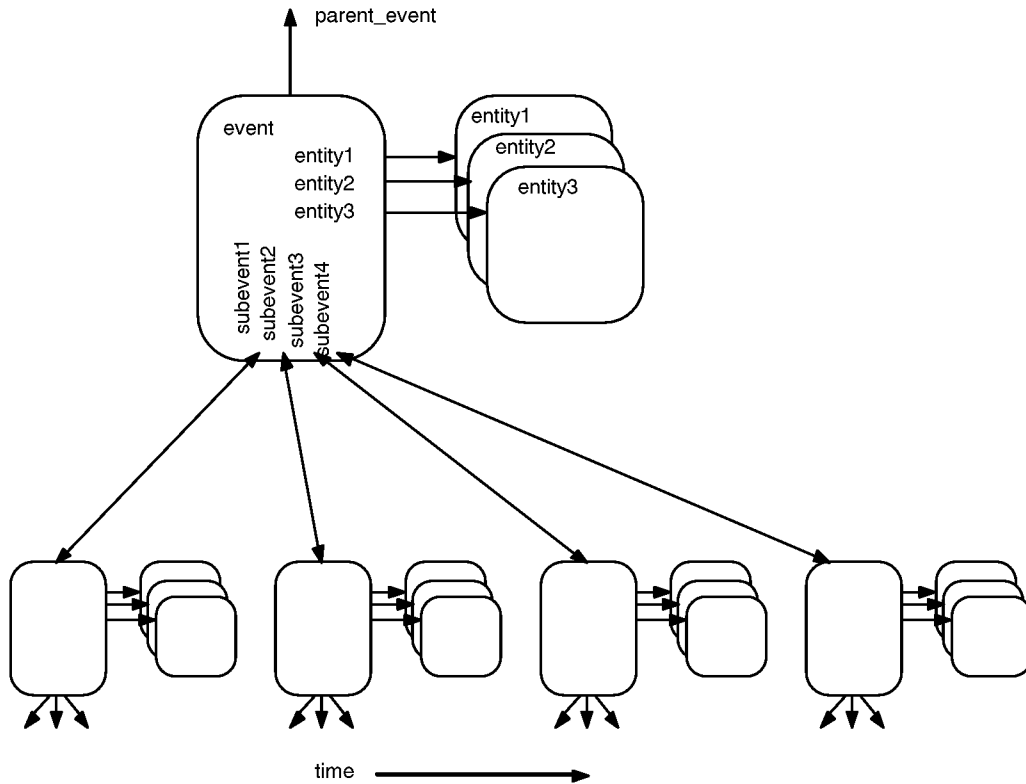 parent_event
event
entity1
entity2
entity3
subevent1
subevent2
subevent3
subevent4
entity1
entity2
entity3
time